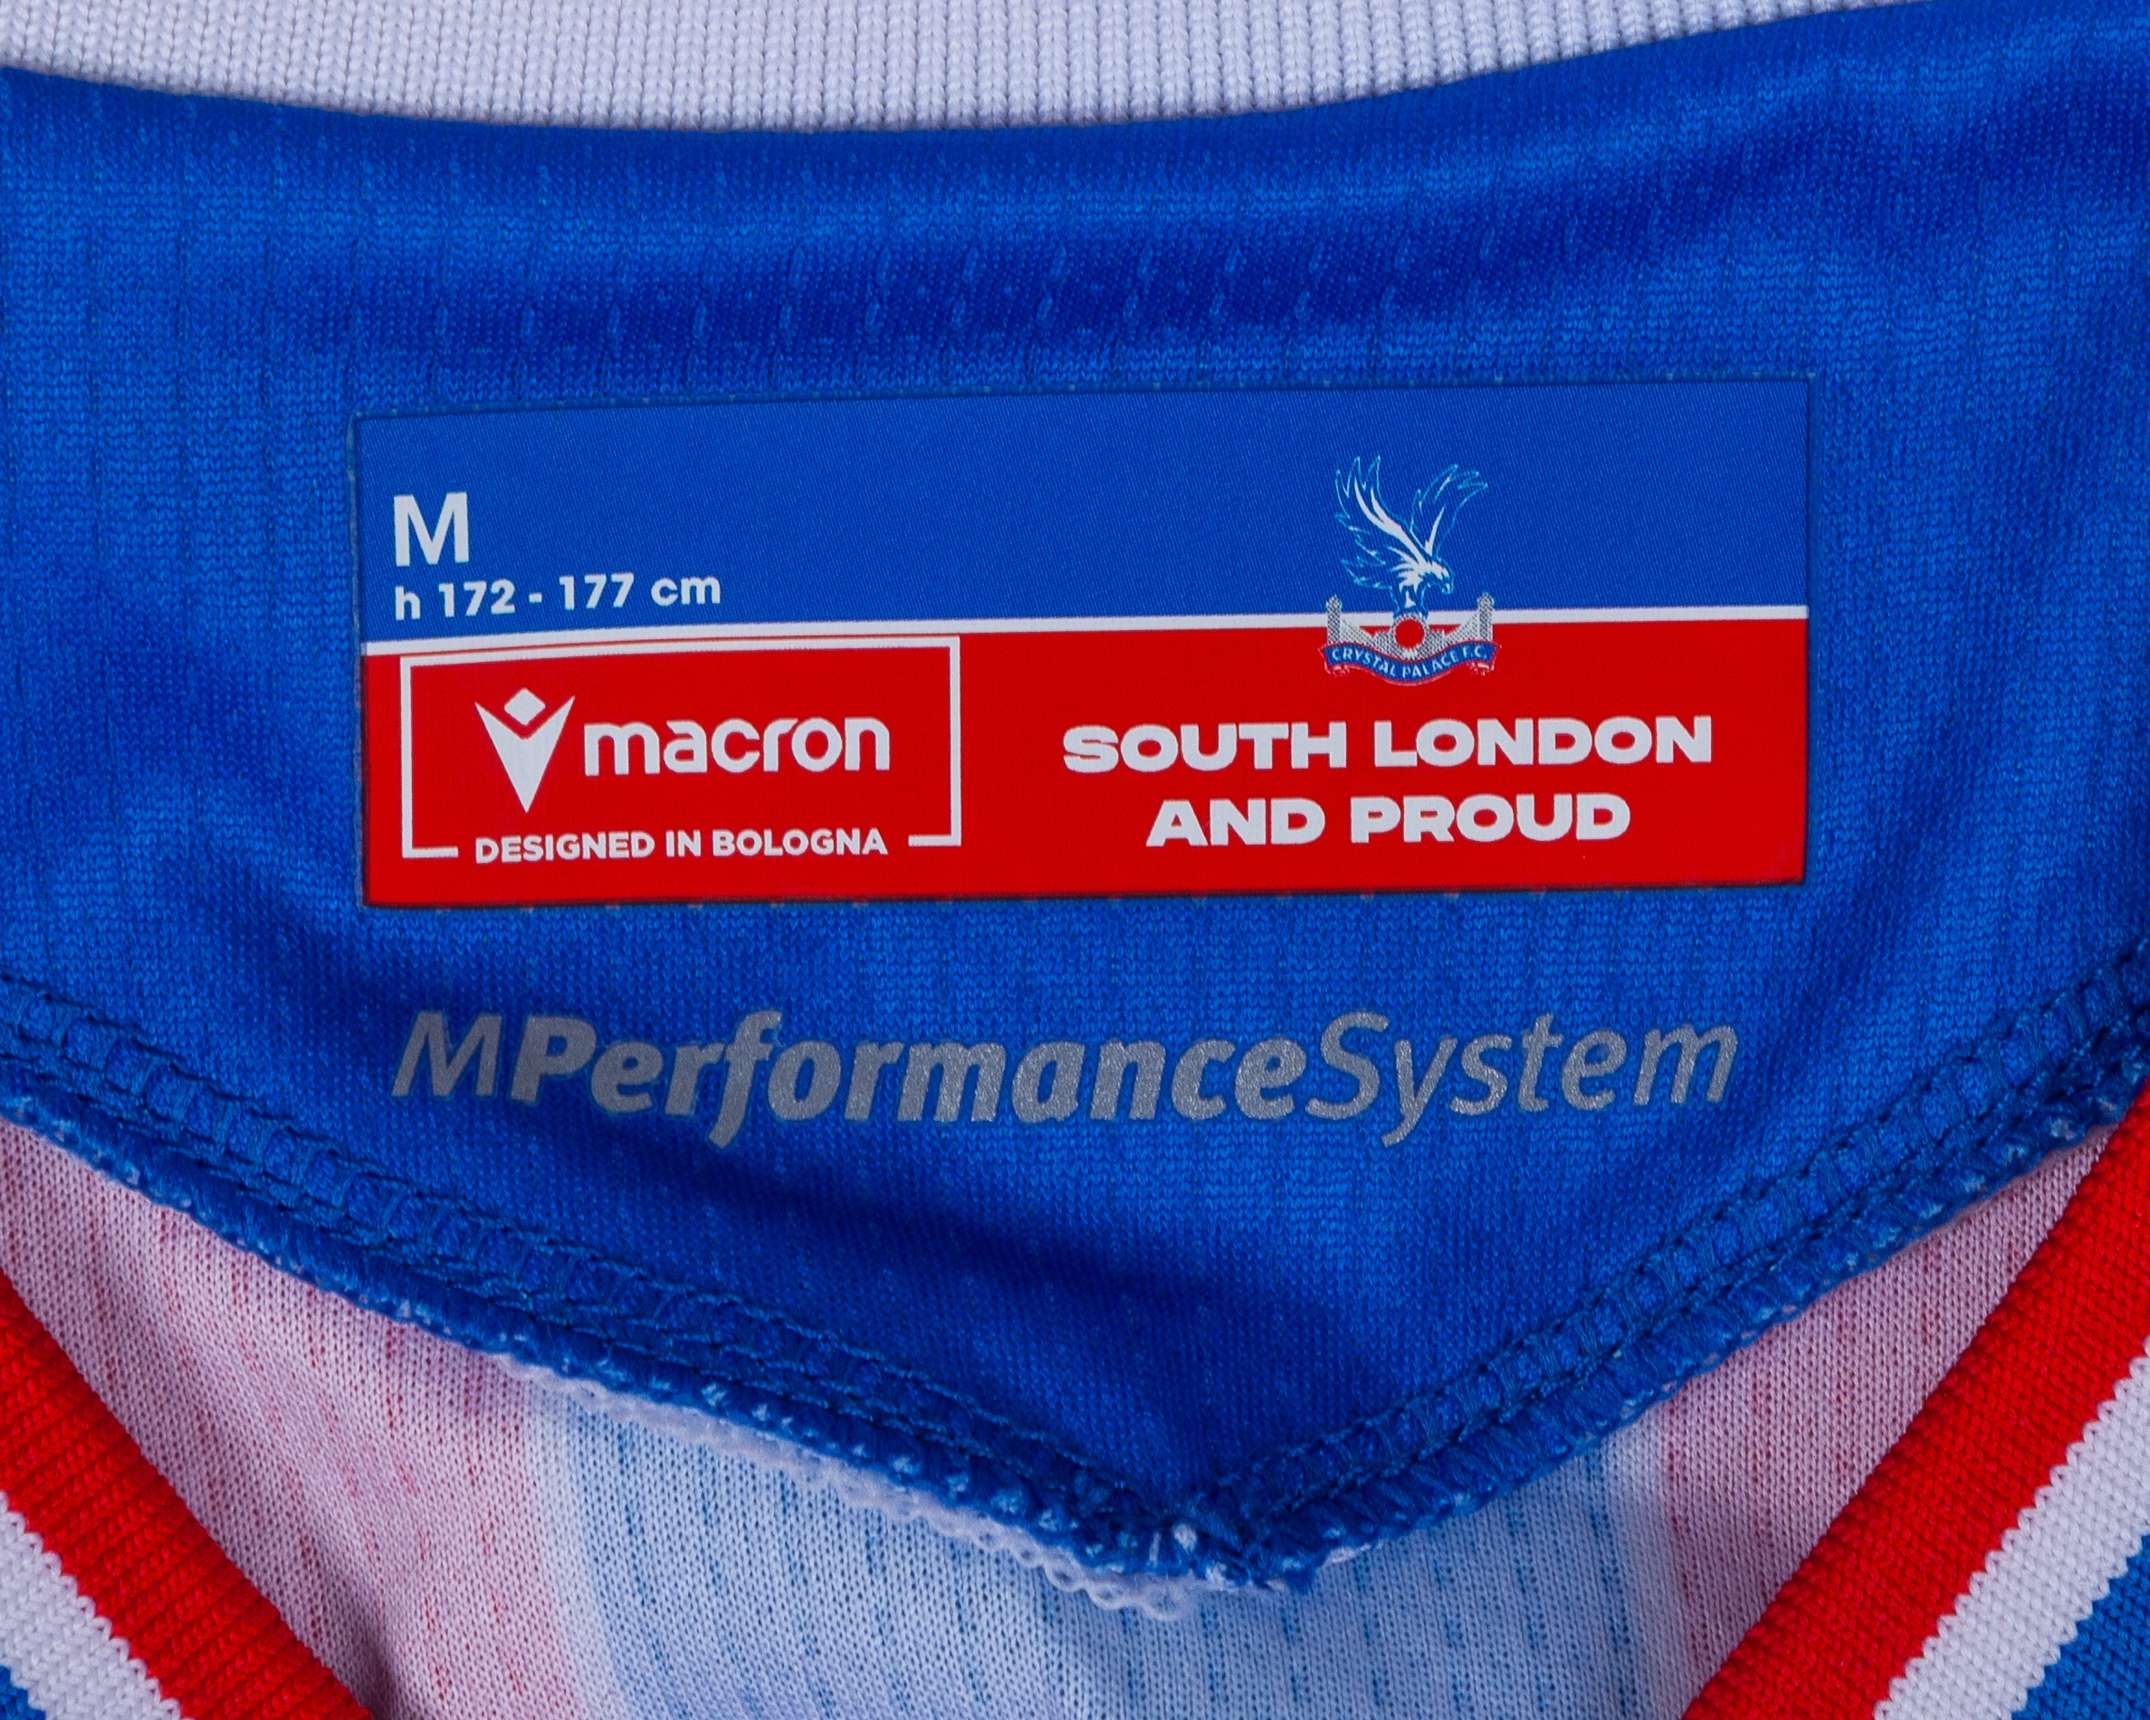 M
h 172 - 177 cm
CRYSTAL PALACE F.C.
macron
DESIGNED IN BOLOGNA
SOUTH LONDON
AND PROUD
MPerformanceSystem